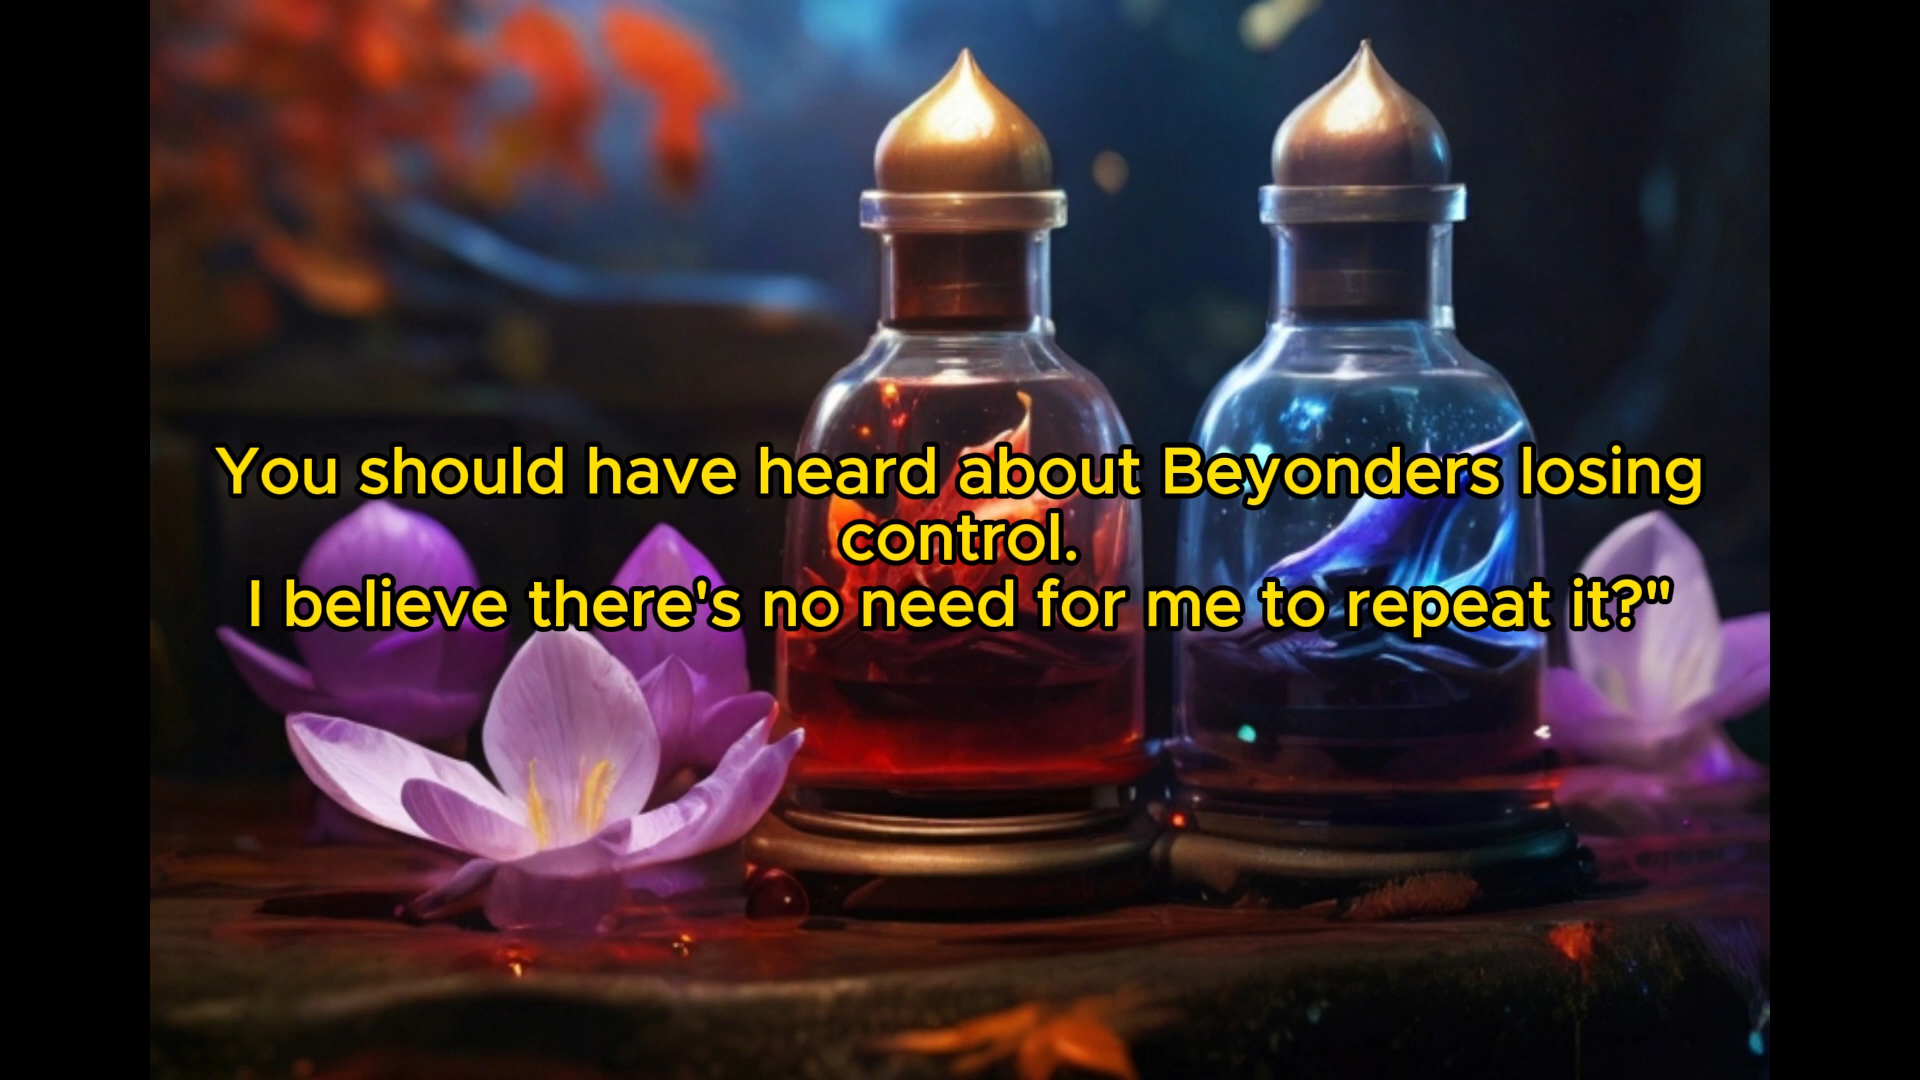 You should have heard about Beyonders losing
control.
I believe there's no need for me to repeat it?"